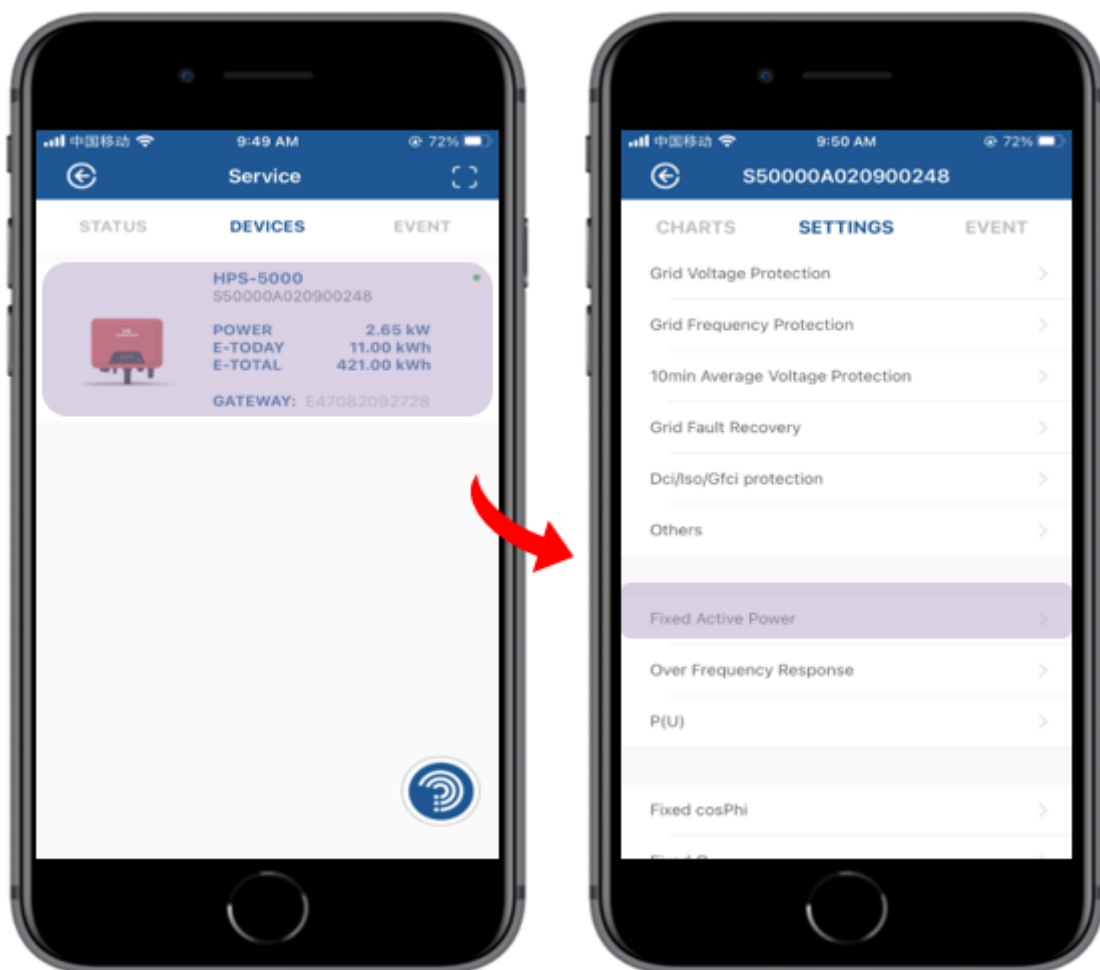 中国移动 9:49 AM 72%
Service
STATUS DEVICES EVENT
HPS-5000
S50000A020900248
POWER 2.65 kW
E-TODAY 11.00 kWh
E-TOTAL 421.00 kWh
GATEWAY: E47082092728
中国移动 9:50 AM 72%
S50000A020900248
CHARTS SETTINGS EVENT
Grid Voltage Protection
Grid Frequency Protection
10min Average Voltage Protection
Grid Fault Recovery
Dci/Iso/Gfci protection
Others
Fixed Active Power
Over Frequency Response
P(U)
Fixed cosPhi